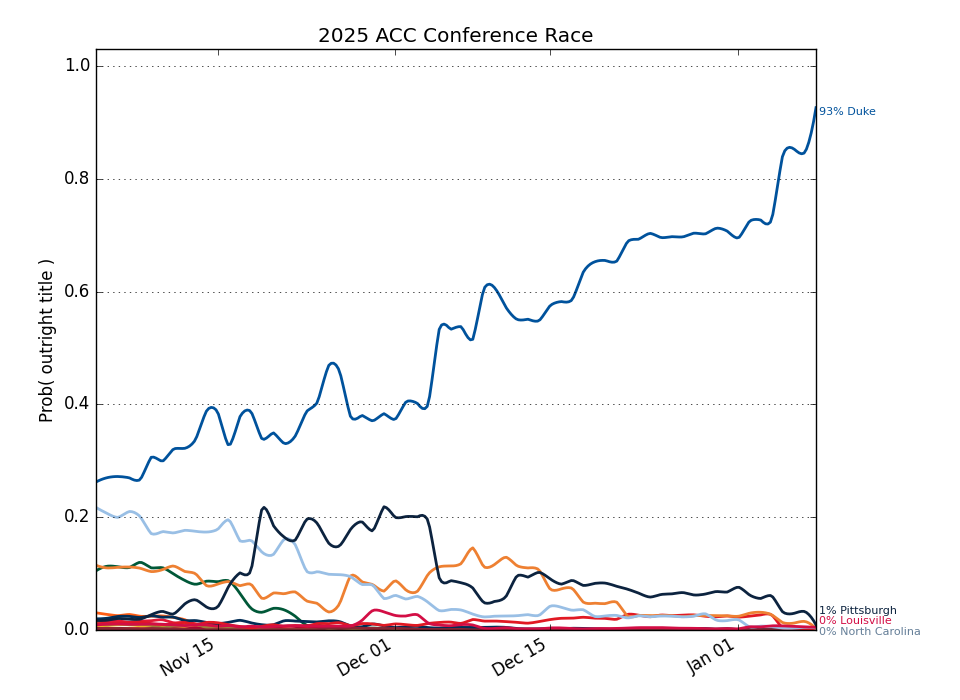 2025 ACC Conference Race
Prob( outright title )
1.0
0.8
0.6
0.4
0.2
0.0
Nov 15
Dec 01
Dec 15
Jan 01
93% Duke
1% Pittsburgh
0% Louisville
0% North Carolina